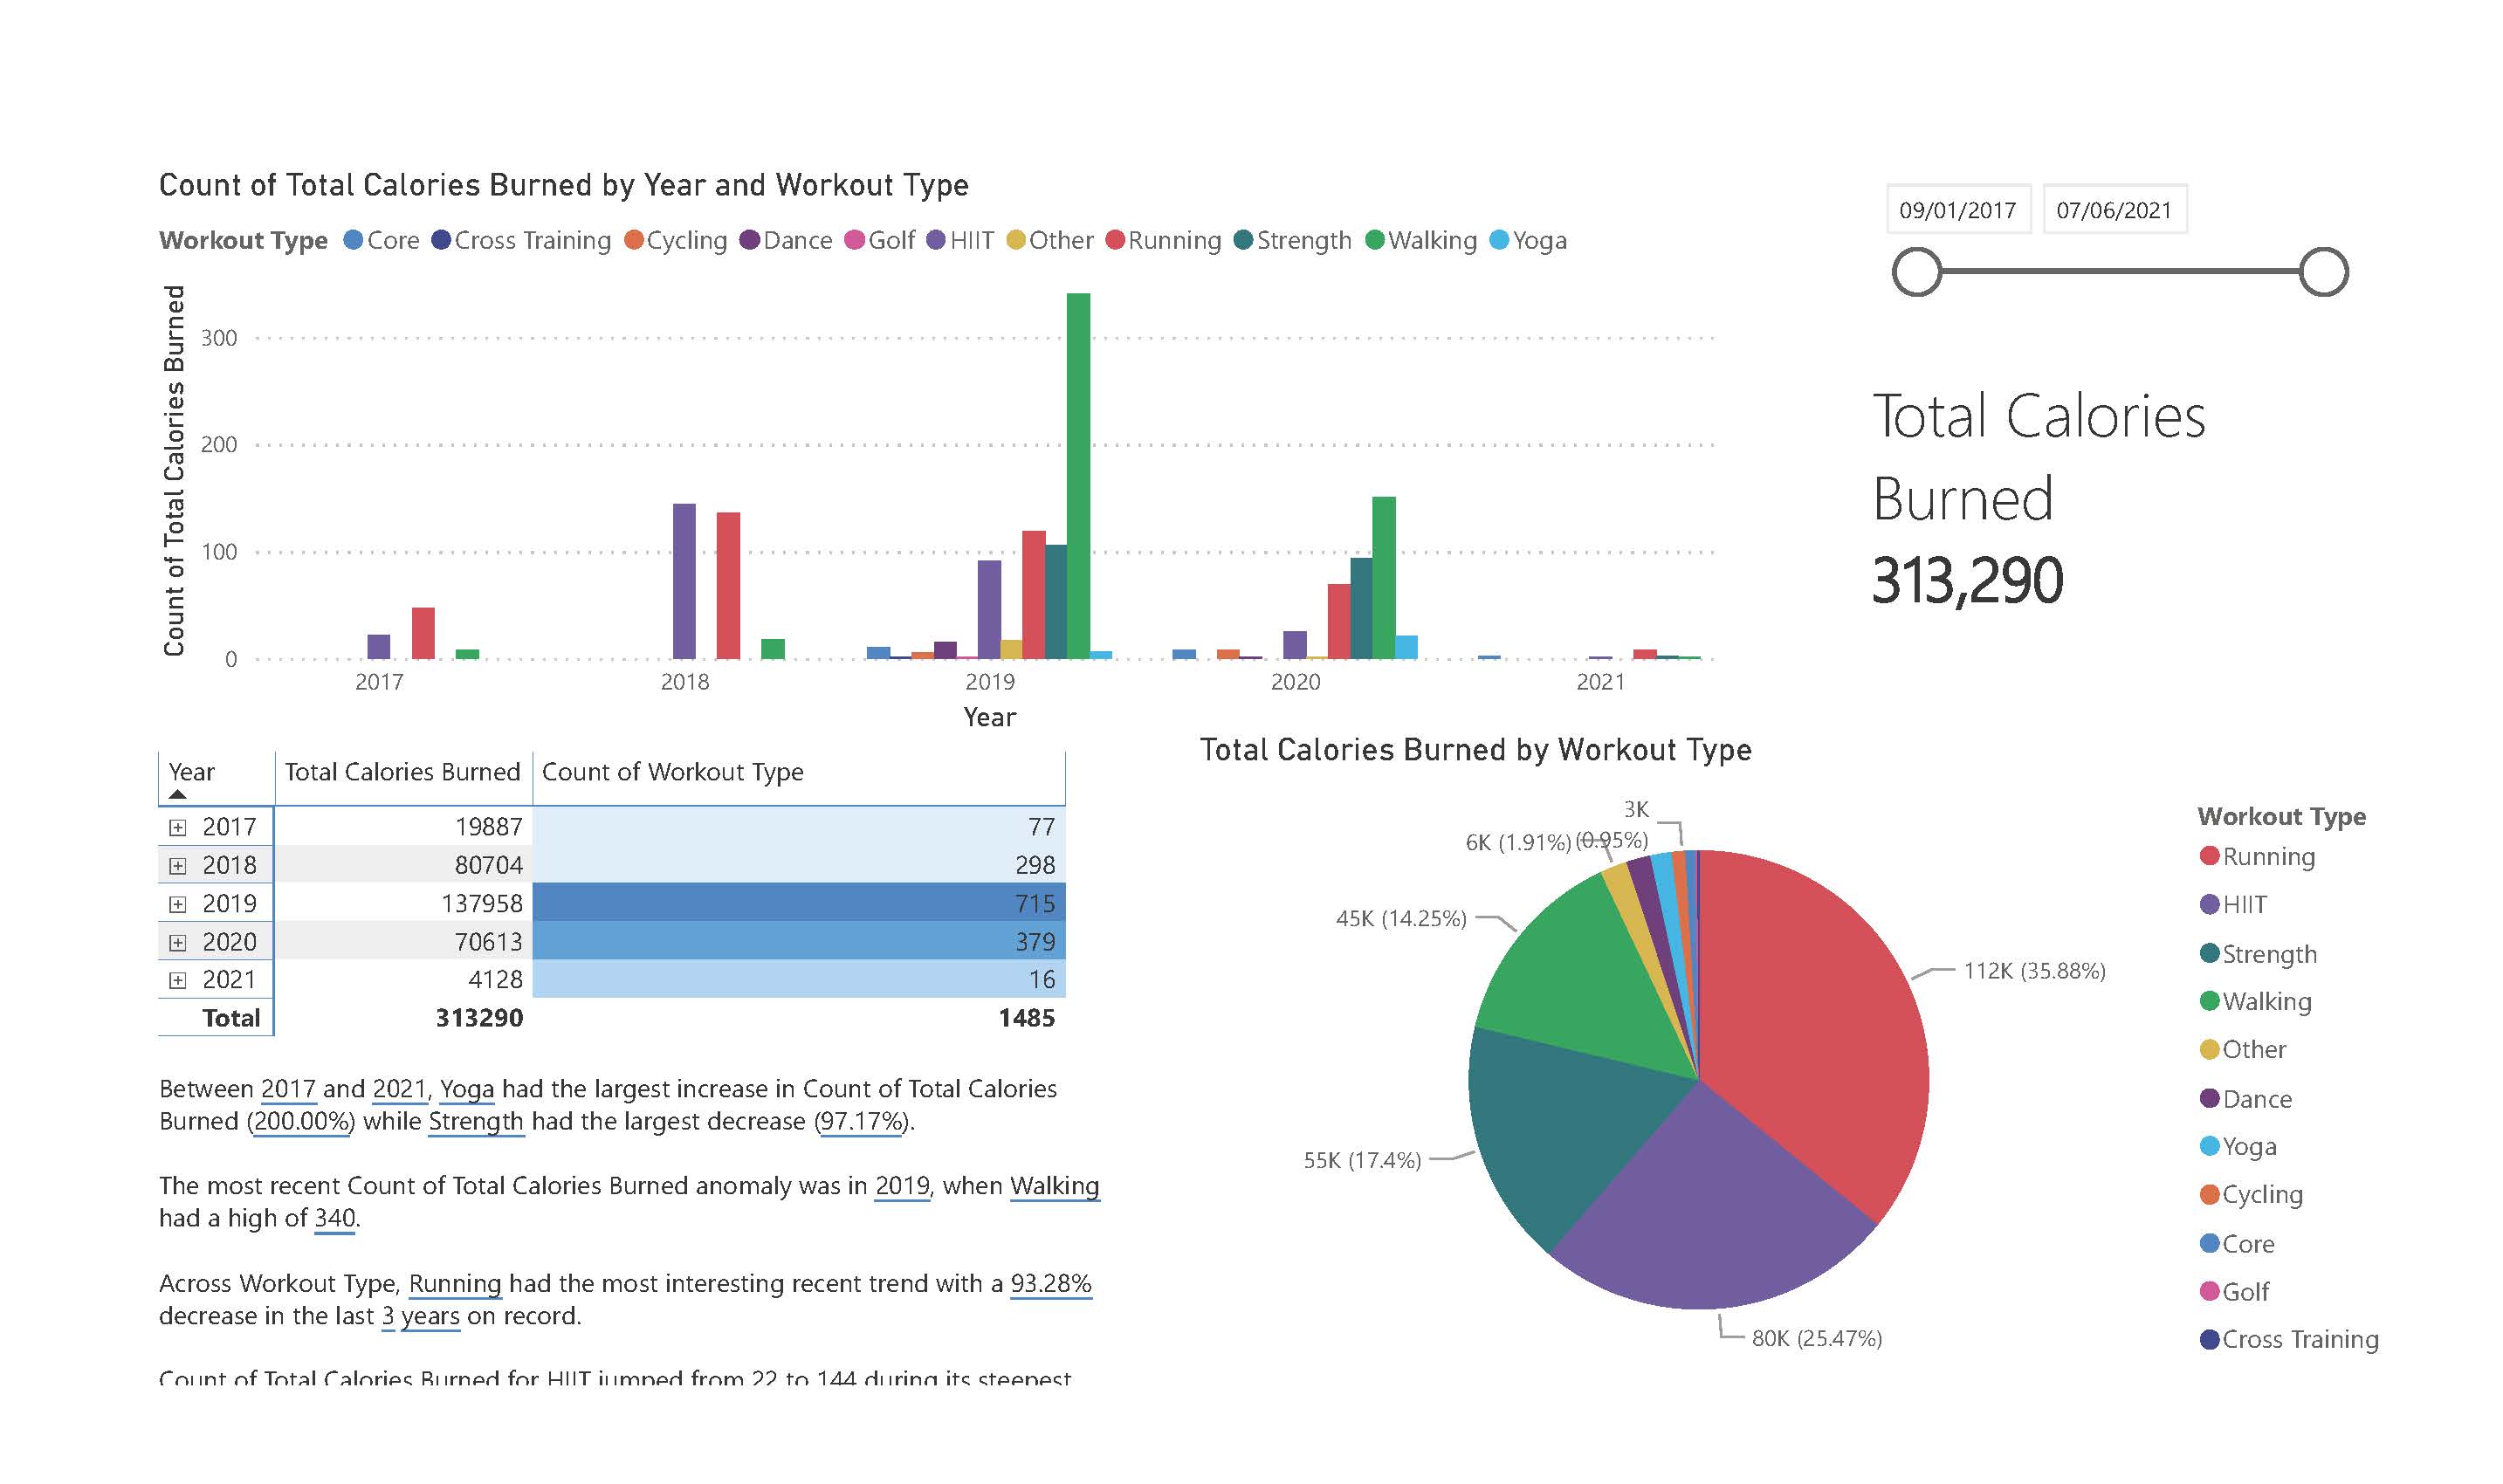 Count of Total Calories Burned by Year and Workout Type
Workout Type Core Cross Training Cycling Dance Golf HIIT Other Running Strength Walking Yoga
Count of Total Calories Burned
300
200
100
0
2017 2018 2019 2020 2021
Year
09/01/2017 07/06/2021
Total Calories
Burned
313,290
Year Total Calories Burned Count of Workout Type
2017 19887 77
2018 80704 298
2019 137958 715
2020 70613 379
2021 4128 16
Total 313290 1485
Between 2017 and 2021, Yoga had the largest increase in Count of Total Calories
Burned (200.00%) while Strength had the largest decrease (97.17%).
The most recent Count of Total Calories Burned anomaly was in 2019, when Walking
had a high of 340.
Across Workout Type, Running had the most interesting recent trend with a 93.28%
decrease in the last 3 years on record.
Count of Total Calories Burned for HIIT jumped from 22 to 144 during its steepest
Total Calories Burned by Workout Type
3K
(0.95%)
6K (1.91%)
45K (14.25%)
112K (35.88%)
55K (17.4%)
80K (25.47%)
Workout Type
Running
HIIT
Strength
Walking
Other
Dance
Yoga
Cycling
Core
Golf
Cross Training